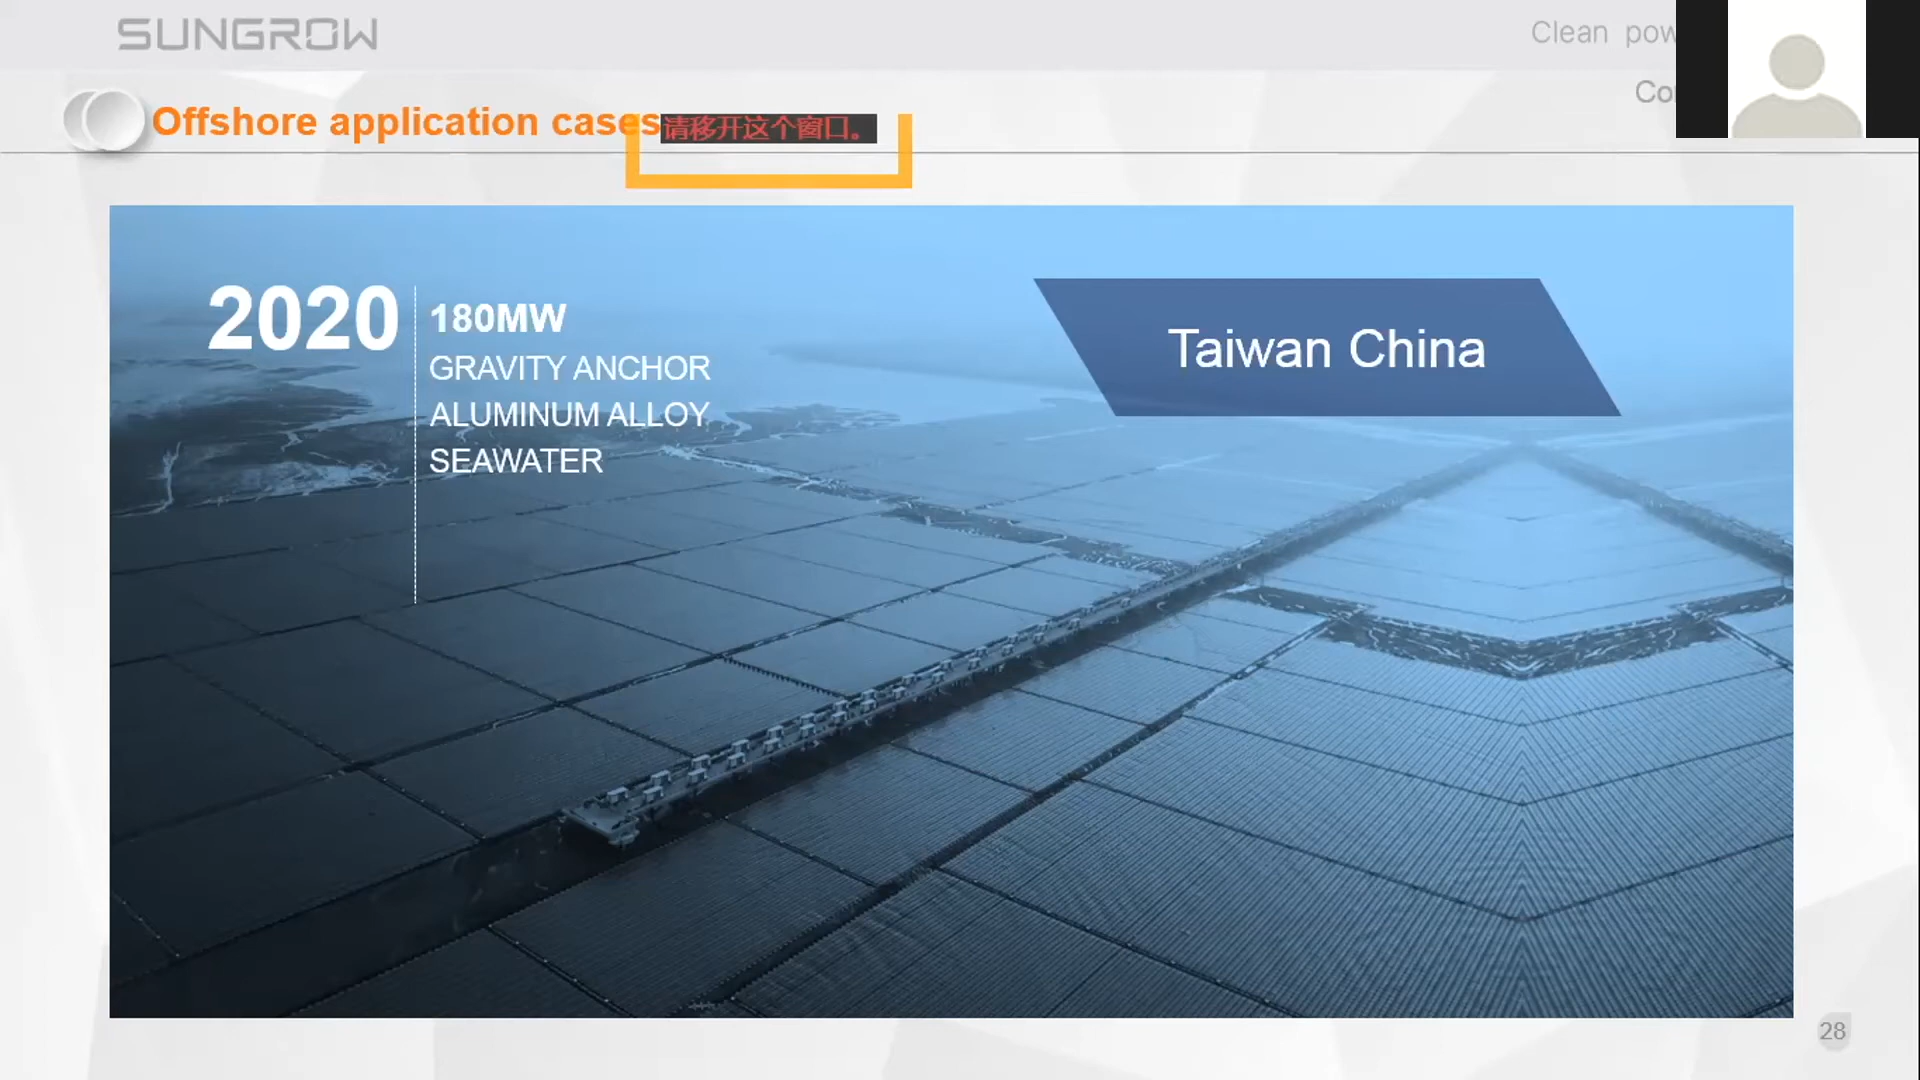 SUNGROW
Clean pow
Co
Offshore application cases
请移开这个窗口。
2020
180MW
GRAVITY ANCHOR
ALUMINUM ALLOY
SEAWATER
Taiwan China
28